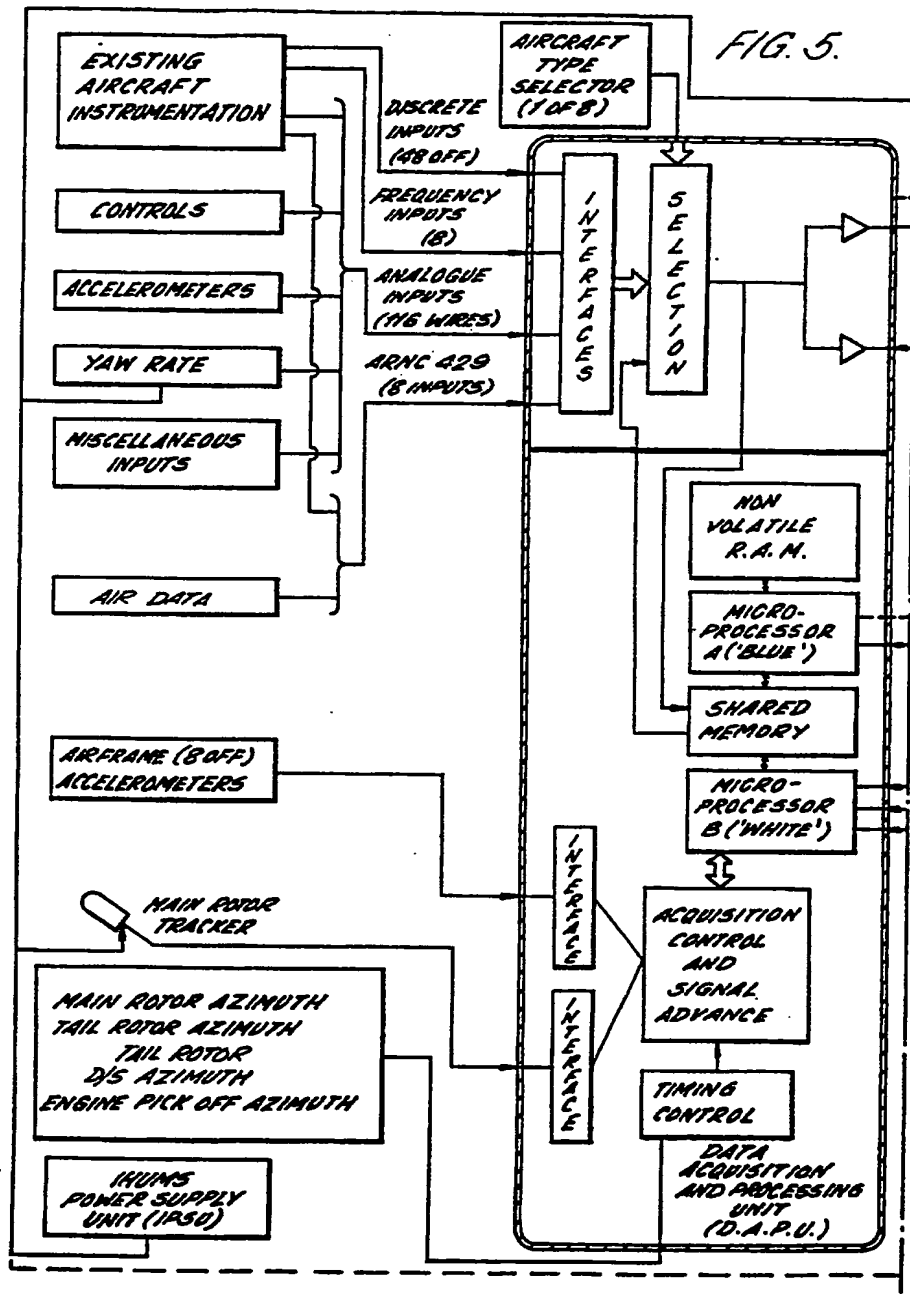 FIG. 5.
EXISTING
AIRCRAFT
INSTROMENTATION
AIRCRAFT
TYPE
SELECTOR
(1 OF 8)
DISCRETE
INPUTS
(48 OFF)
FREQUENCY
INPUTS
(8)
ANALOGUE
INPUTS
(116 WIRES)
ARNC 429
(8 INPUTS)
CONTROLS
ACCELEROMETERS
YAW RATE
MISCELLANEOUS
INPUTS
AIR DATA
INTERFACES
SELECTION
NON
VOLATILE
R.A.M.
MICRO-
PROCESSOR
A ('BLUE')
SHARED
MEMORY
MICRO-
PROCESSOR
B ('WHITE')
AIRFRAME (8 OFF)
ACCELEROMETERS
INTERFACE
MAIN ROTOR
TRACKER
INTERFACE
ACQUISITION
CONTROL
AND
SIGNAL
ADVANCE
MAIN ROTOR AZIMUTH
TAIL ROTOR AZIMUTH
TAIL ROTOR
D/S AZIMUTH
ENGINE PICK OFF AZIMUTH
TIMING
CONTROL
DATA
ACQUISITION
AND PROCESSING
UNIT
(D.A.P.U.)
IHUMS
POWER SUPPLY
UNIT (IPSU)